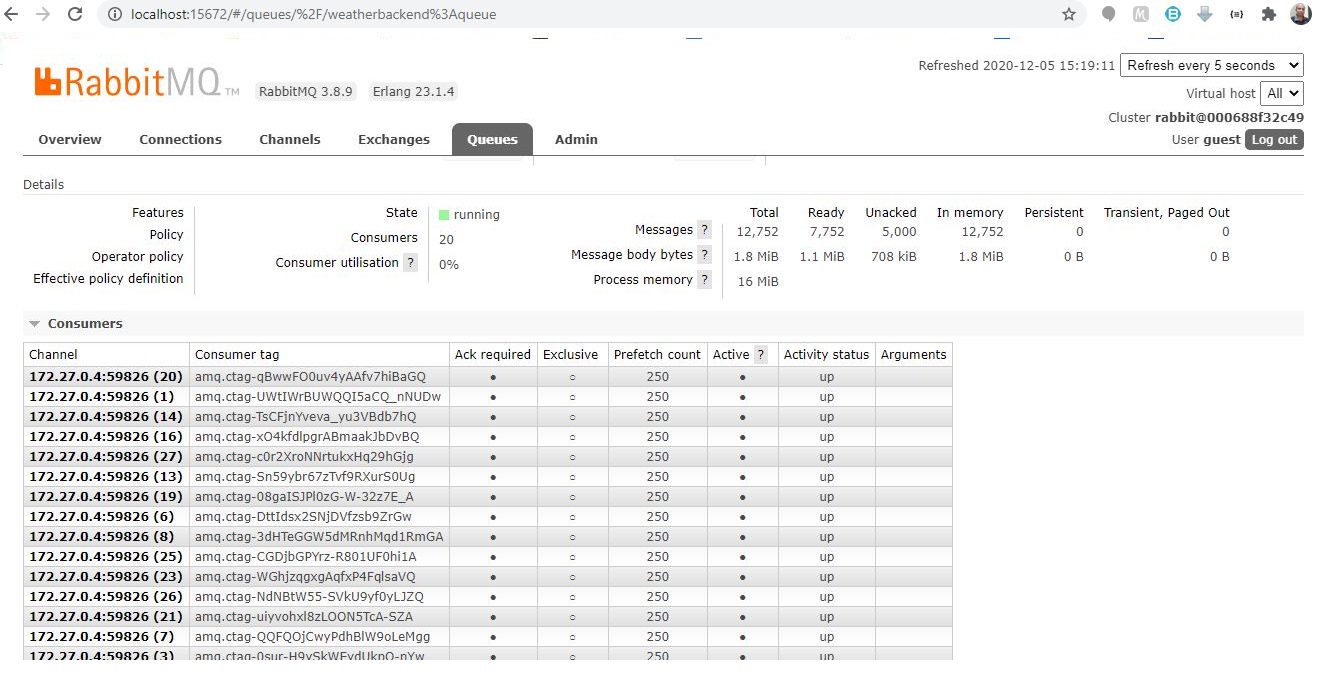 localhost:15672/#/queues/%2F/weatherbackend%3Aqueue
RabbitMQ TM RabbitMQ 3.8.9 Erlang 23.1.4
Refreshed 2020-12-05 15:19:11 Refresh every 5 seconds
Virtual host All
Cluster rabbit@000688f32c49
User guest Log out
Overview Connections Channels Exchanges Queues Admin
Details
Features
Policy
Operator policy
Effective policy definition
State running
Consumers 20
Consumer utilisation ? 0%
Total Ready Unacked In memory Persistent Transient, Paged Out
Messages ? 12,752 7,752 5,000 12,752 0 0
Message body bytes ? 1.8 MiB 1.1 MiB 708 kiB 1.8 MiB 0 B 0 B
Process memory ? 16 MiB
Consumers
Channel Consumer tag Ack required Exclusive Prefetch count Active ? Activity status Arguments
172.27.0.4:59826 (20) amq.ctag-qBwwFO0uv4yAAfv7hiBaGQ ● ○ 250 ● up
172.27.0.4:59826 (1) amq.ctag-UWtIWrBUWQQI5aCQ_nNUDw ● ○ 250 ● up
172.27.0.4:59826 (14) amq.ctag-TsCFjnYveva_yu3VBdb7hQ ● ○ 250 ● up
172.27.0.4:59826 (16) amq.ctag-xO4kfdlpgrABmaakJbDvBQ ● ○ 250 ● up
172.27.0.4:59826 (27) amq.ctag-c0r2XroNNrtukxHq29hGjg ● ○ 250 ● up
172.27.0.4:59826 (13) amq.ctag-Sn59ybr67zTvf9RXurS0Ug ● ○ 250 ● up
172.27.0.4:59826 (19) amq.ctag-08gaISJPl0zG-W-32z7E_A ● ○ 250 ● up
172.27.0.4:59826 (6) amq.ctag-DttIdsx2SNjDVfzsb9ZrGw ● ○ 250 ● up
172.27.0.4:59826 (8) amq.ctag-3dHTeGGW5dMRnhMqd1RmGA ● ○ 250 ● up
172.27.0.4:59826 (25) amq.ctag-CGDjbGPYrz-R801UF0hi1A ● ○ 250 ● up
172.27.0.4:59826 (23) amq.ctag-WGhjzqgxgAqfxP4FqlsaVQ ● ○ 250 ● up
172.27.0.4:59826 (26) amq.ctag-NdNBtW55-SVkU9yf0yLJZQ ● ○ 250 ● up
172.27.0.4:59826 (21) amq.ctag-uiyvohxl8zLOON5TcA-SZA ● ○ 250 ● up
172.27.0.4:59826 (7) amq.ctag-QQFQOjCwyPdhBlW9oLeMgg ● ○ 250 ● up
172.27.0.4:59826 (3) ● ○ 250 ● up